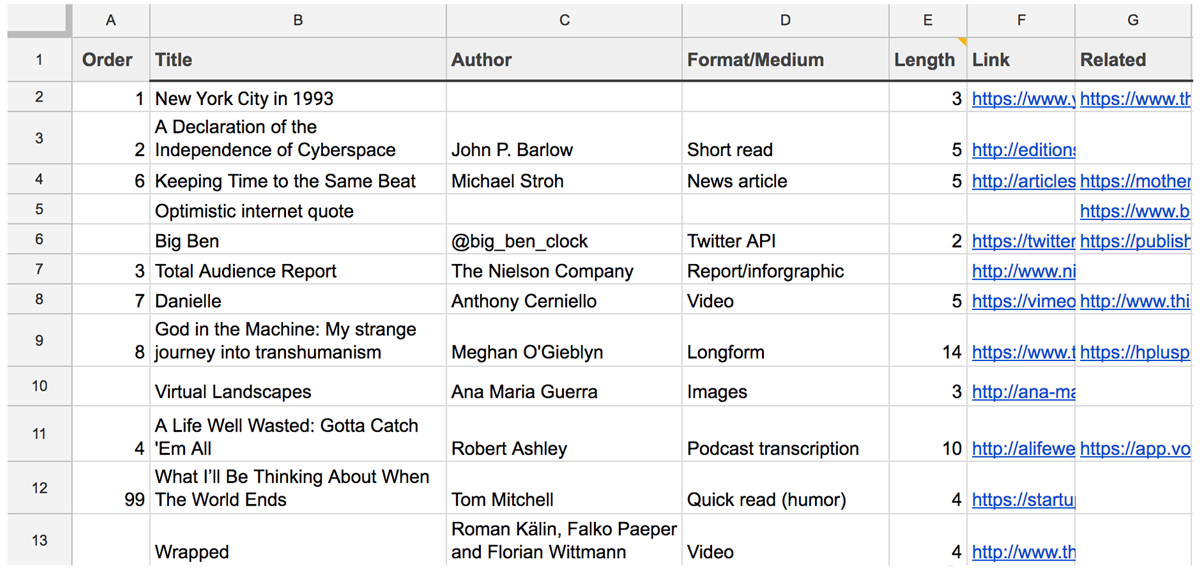 A B C D E F G
1 Order Title Author Format/Medium Length Link Related
2 1 New York City in 1993 3 https://www.y https://www.th
3 A Declaration of the
2 Independence of Cyberspace John P. Barlow Short read 5 http://editions
4 6 Keeping Time to the Same Beat Michael Stroh News article 5 http://articles https://mother
5 Optimistic internet quote https://www.b
6 Big Ben @big_ben_clock Twitter API 2 https://twitter https://publish
7 3 Total Audience Report The Nielson Company Report/inforgraphic http://www.ni
8 7 Danielle Anthony Cerniello Video 5 https://vimeo http://www.thi
9 God in the Machine: My strange
8 journey into transhumanism Meghan O'Gieblyn Longform 14 https://www.t https://hplusp
10 Virtual Landscapes Ana Maria Guerra Images 3 http://ana-ma
11 A Life Well Wasted: Gotta Catch
4 'Em All Robert Ashley Podcast transcription 10 http://alifewe https://app.vo
12 What I’ll Be Thinking About When
99 The World Ends Tom Mitchell Quick read (humor) 4 https://startu
13 Roman Kälin, Falko Paeper
Wrapped and Florian Wittmann Video 4 http://www.th